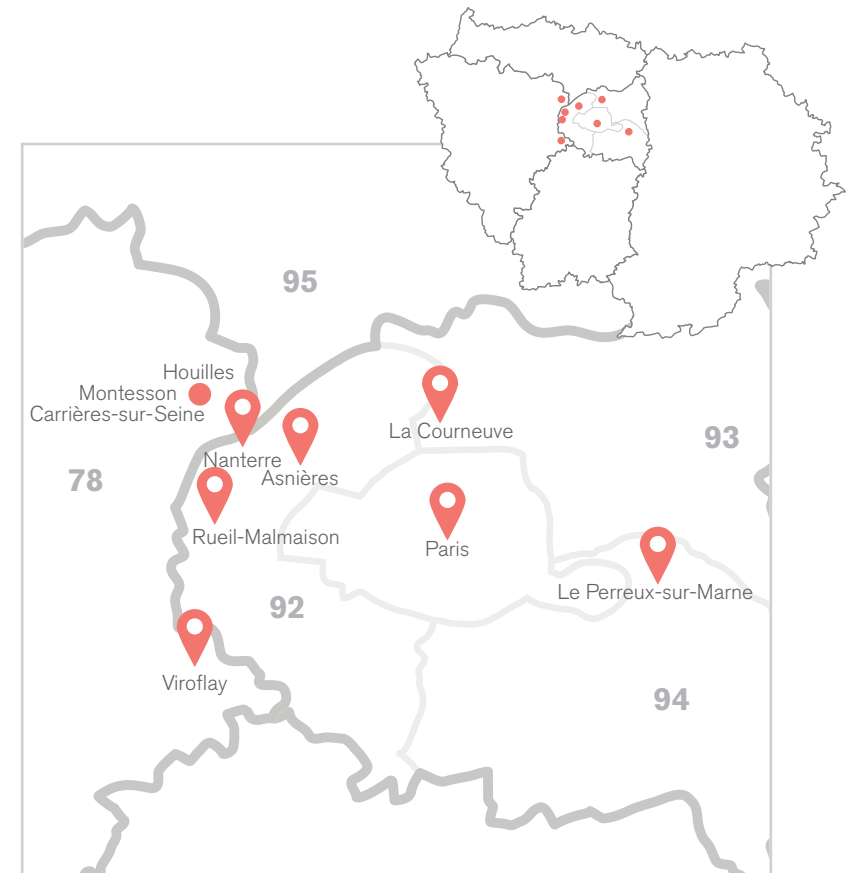 95
Houilles
Montesson
Carrières-sur-Seine
La Courneuve
93
Nanterre
Asnières
78
Rueil-Malmaison
Paris
Le Perreux-sur-Marne
92
Viroflay
94